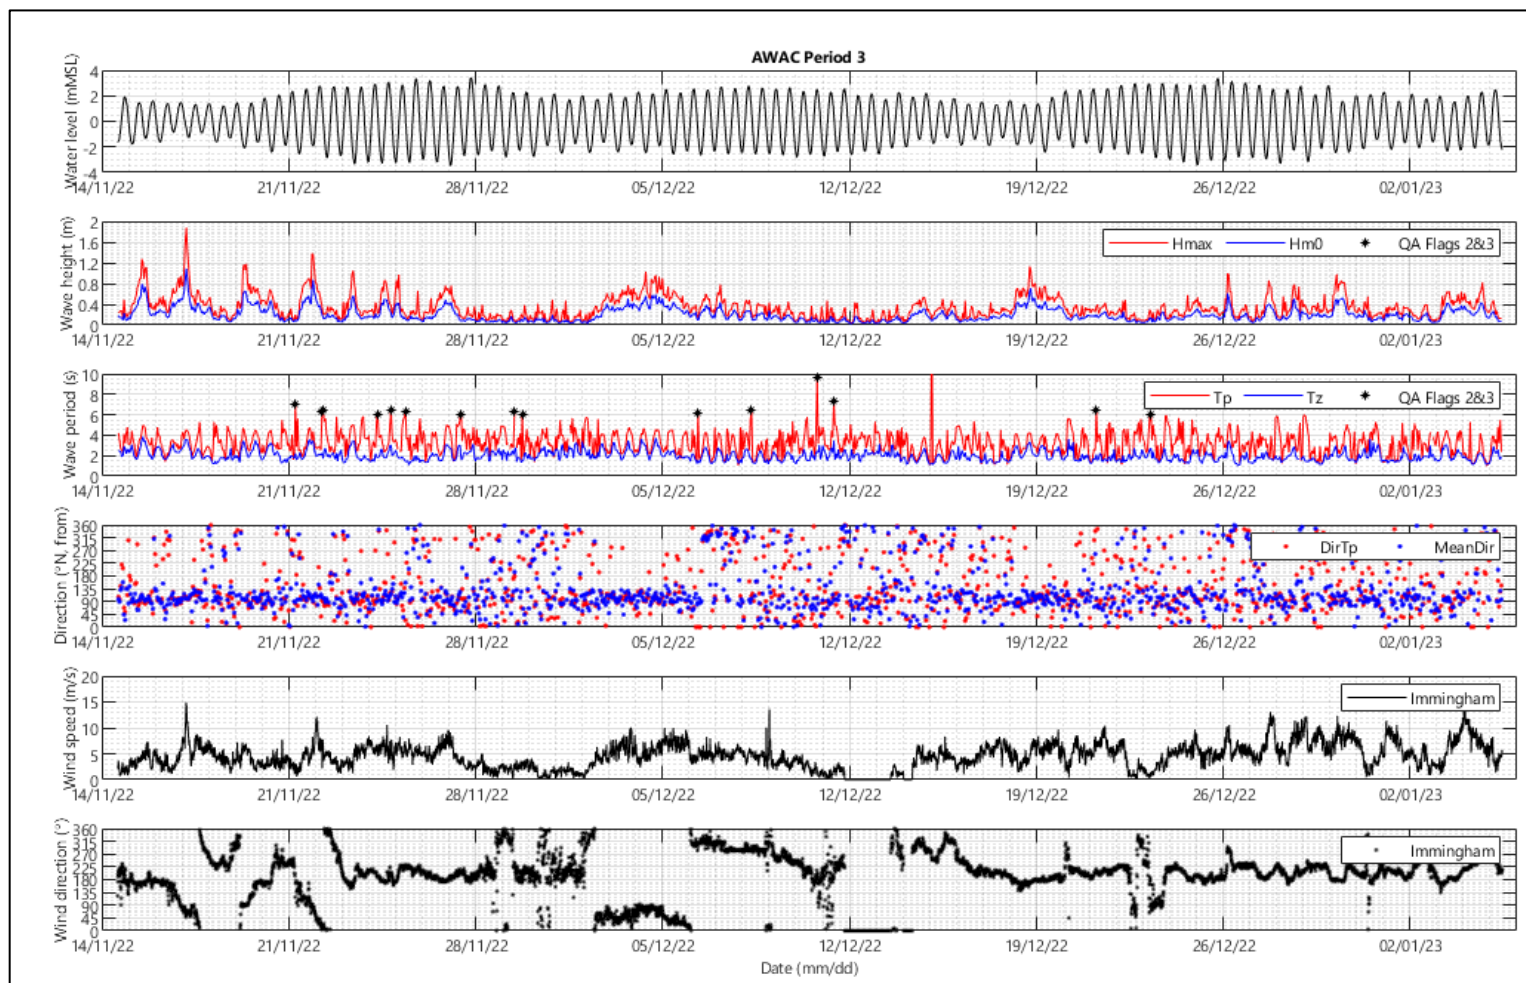 AWAC Period 3
Water level (mMSL)
4
2
0
-2
-4
14/11/22 21/11/22 28/11/22 05/12/22 12/12/22 19/12/22 26/12/22 02/01/23
Wave height (m)
2
1.6
1.2
0.8
0.4
0
Hmax Hm0 QA Flags 2&3
14/11/22 21/11/22 28/11/22 05/12/22 12/12/22 19/12/22 26/12/22 02/01/23
Wave period (s)
10
8
6
4
2
0
Tp Tz QA Flags 2&3
14/11/22 21/11/22 28/11/22 05/12/22 12/12/22 19/12/22 26/12/22 02/01/23
Direction (°N, from)
360
315
270
225
180
135
90
45
0
DirTp MeanDir
14/11/22 21/11/22 28/11/22 05/12/22 12/12/22 19/12/22 26/12/22 02/01/23
Wind speed (m/s)
20
15
10
5
0
Immingham
14/11/22 21/11/22 28/11/22 05/12/22 12/12/22 19/12/22 26/12/22 02/01/23
Wind direction (°)
360
315
270
225
180
135
90
45
0
Immingham
14/11/22 21/11/22 28/11/22 05/12/22 12/12/22 19/12/22 26/12/22 02/01/23
Date (mm/dd)